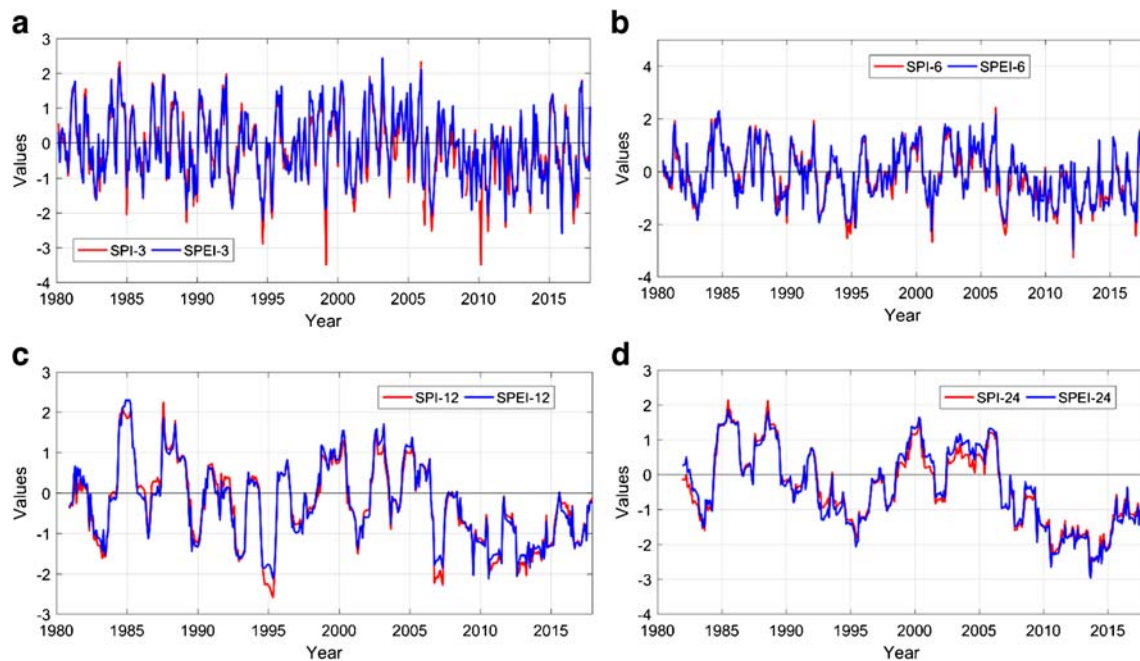 a
3
2
1
0
-1
-2
-3
-4
Values
SPI-3 SPEI-3
1980 1985 1990 1995 2000 2005 2010 2015
Year
b
4
2
0
-2
-4
Values
SPI-6 SPEI-6
1980 1985 1990 1995 2000 2005 2010 2015
Year
c
3
2
1
0
-1
-2
-3
Values
SPI-12 SPEI-12
1980 1985 1990 1995 2000 2005 2010 2015
Year
d
3
2
1
0
-1
-2
-3
-4
Values
SPI-24 SPEI-24
1980 1985 1990 1995 2000 2005 2010 2015
Year